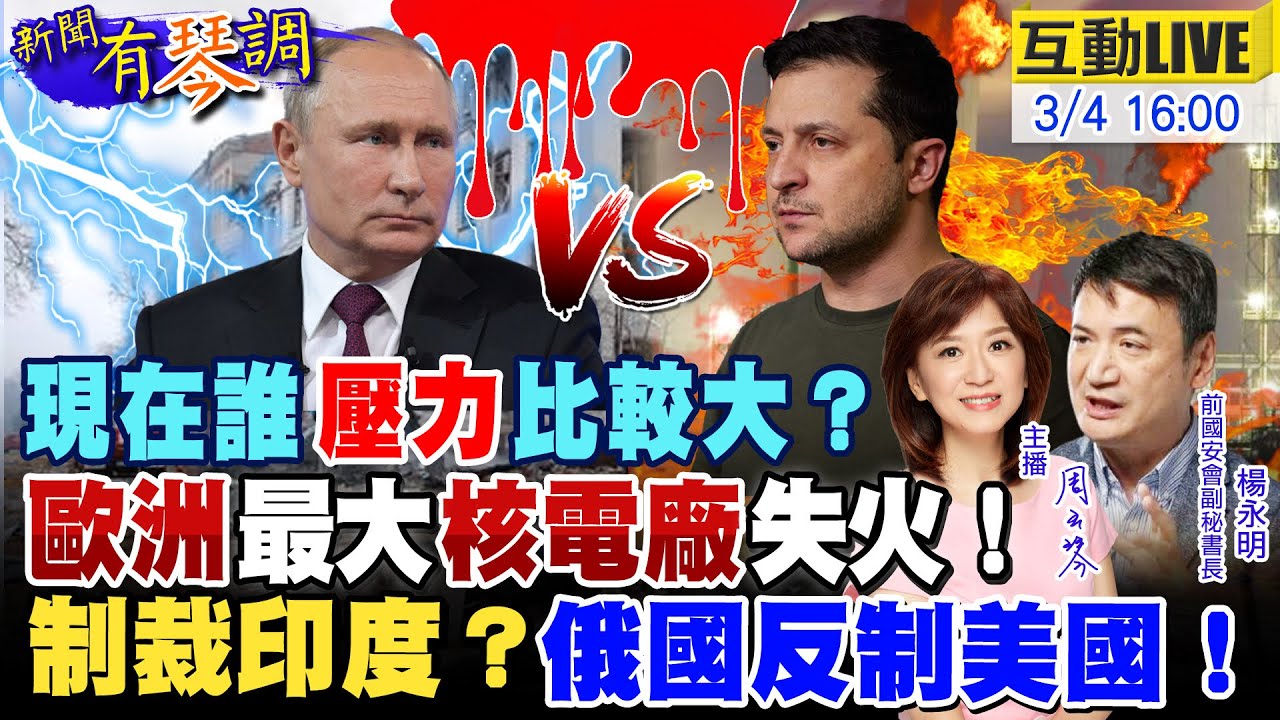 新聞有琴調
互動LIVE
3/4 16:00
VS
現在誰壓力比較大？
歐洲最大核電廠失火！
制裁印度？俄國反制美國！
主播
周玉琴
前國安會副秘書長
楊永明